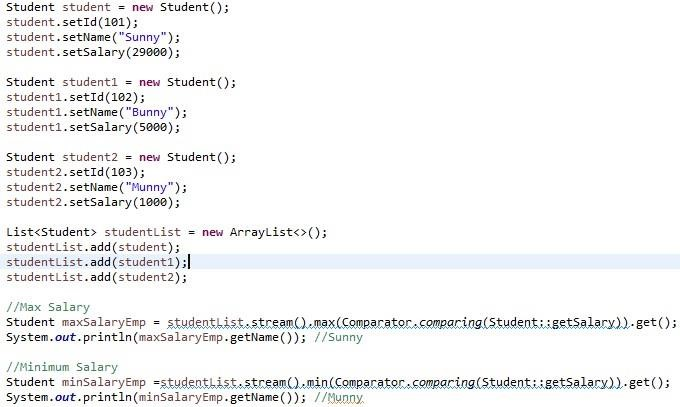 Student student = new Student();
student.setId(101);
student.setName("Sunny");
student.setSalary(29000);
Student student1 = new Student();
student1.setId(102);
student1.setName("Bunny");
student1.setSalary(5000);
Student student2 = new Student();
student2.setId(103);
student2.setName("Munny");
student2.setSalary(1000);
List<Student> studentList = new ArrayList<>();
studentList.add(student);
studentList.add(student1);
studentList.add(student2);
//Max Salary
Student maxSalaryEmp = studentList.stream().max(Comparator.comparing(Student::getSalary)).get();
System.out.println(maxSalaryEmp.getName()); //Sunny
//Minimum Salary
Student minSalaryEmp =studentList.stream().min(Comparator.comparing(Student::getSalary)).get();
System.out.println(minSalaryEmp.getName()); //Munny